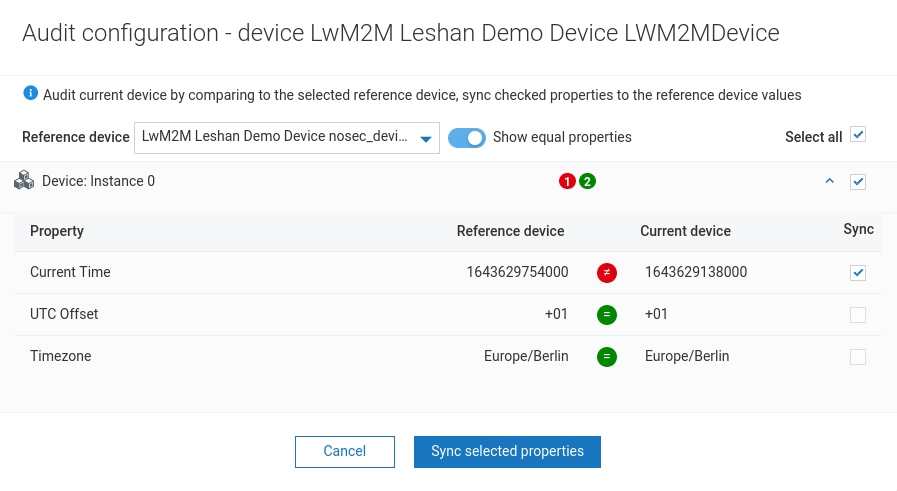 Audit configuration - device LwM2M Leshan Demo Device LWM2MDevice
Audit current device by comparing to the selected reference device, sync checked properties to the reference device values
Reference device LwM2M Leshan Demo Device nosec_devi... Show equal properties Select all
Device: Instance 0 1 2
Property Reference device Current device Sync
Current Time 1643629754000 ≠ 1643629138000
UTC Offset +01 = +01
Timezone Europe/Berlin = Europe/Berlin
Cancel Sync selected properties